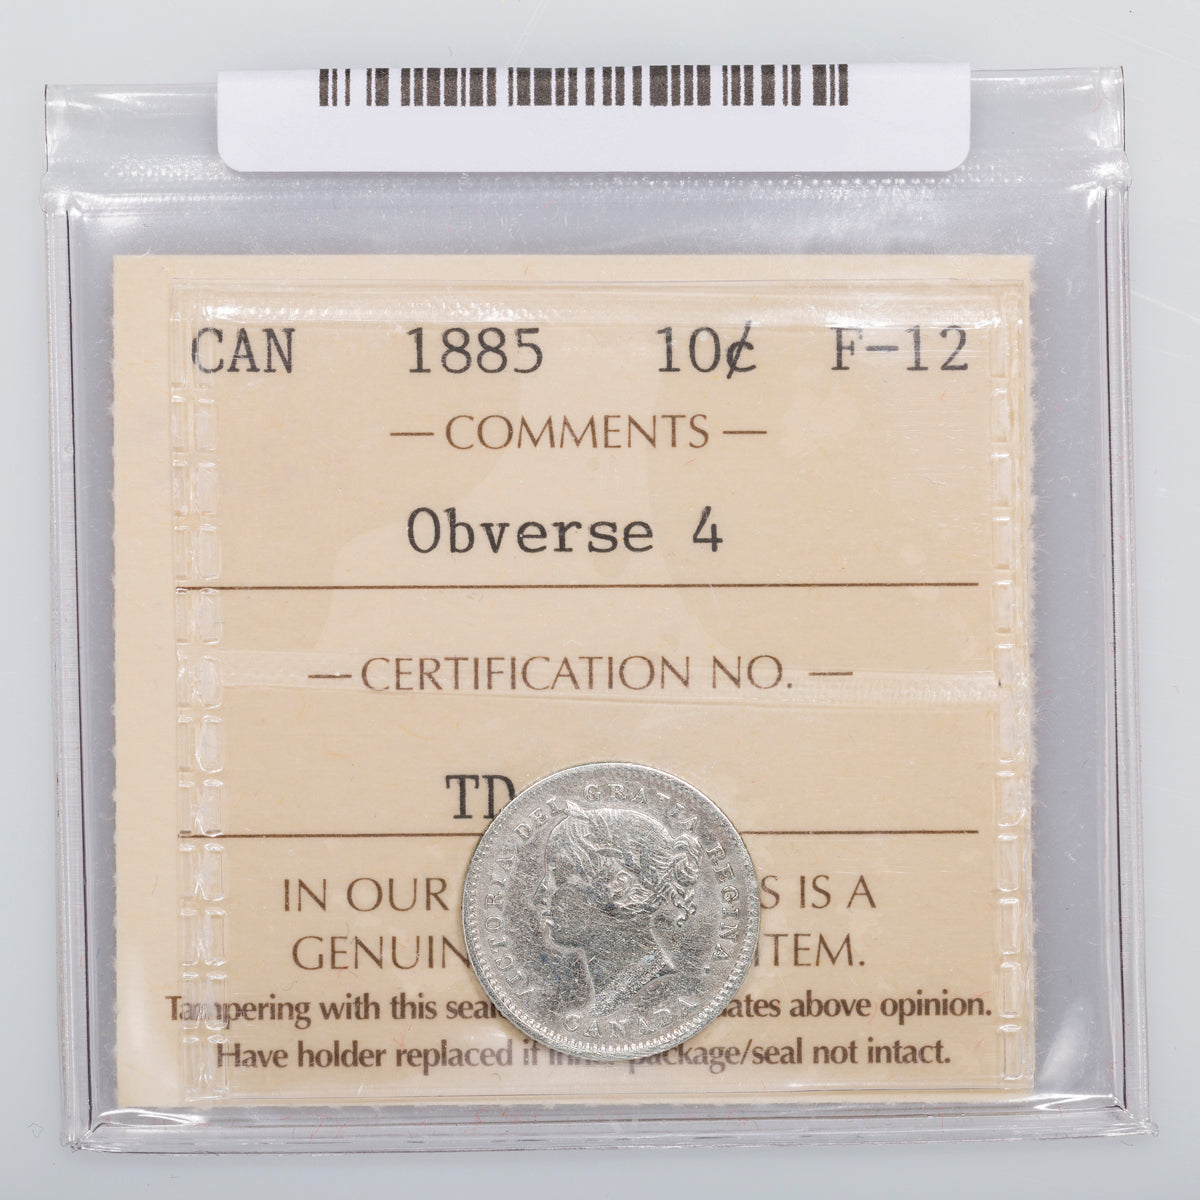 CAN 1885 10¢ F-12
— COMMENTS —
Obverse 4
— CERTIFICATION NO. —
TD
VICTORIA DEI GRATIA REGINA.
CANADA
IN OUR S IS A
GENUIN ITEM.
Tampering with this seal ates above opinion.
Have holder replaced if inner package/seal not intact.